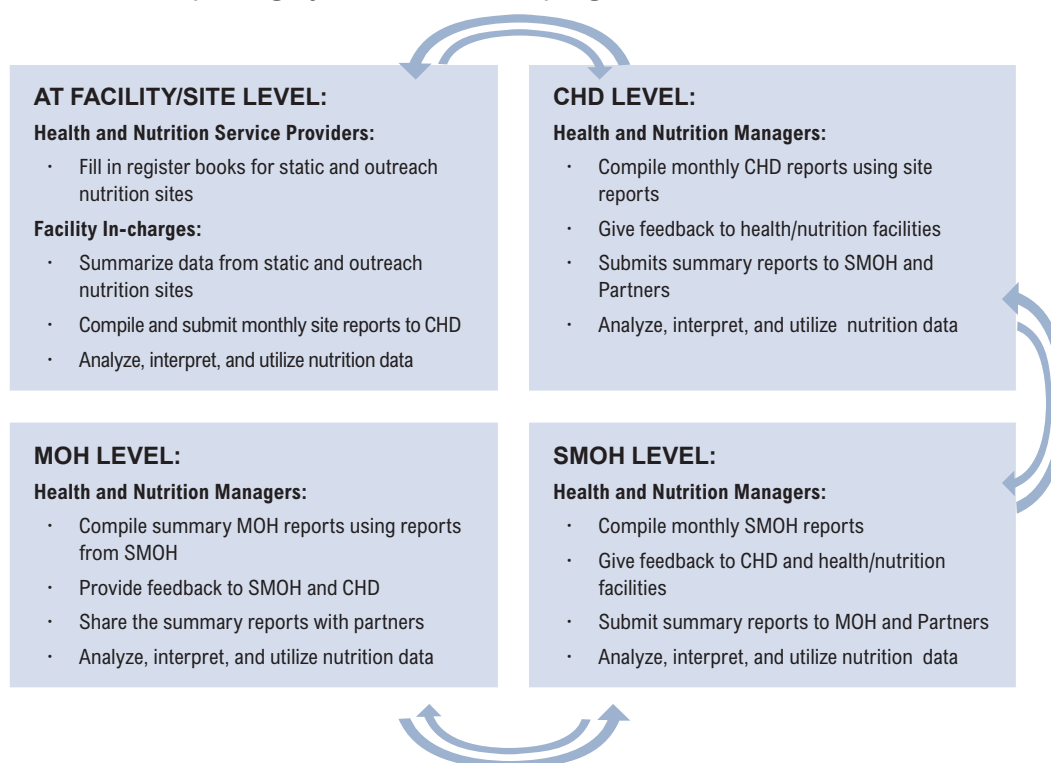 AT FACILITY/SITE LEVEL:
Health and Nutrition Service Providers:
· Fill in register books for static and outreach
nutrition sites
Facility In-charges:
· Summarize data from static and outreach
nutrition sites
· Compile and submit monthly site reports to CHD
· Analyze, interpret, and utilize nutrition data
CHD LEVEL:
Health and Nutrition Managers:
· Compile monthly CHD reports using site
reports
· Give feedback to health/nutrition facilities
· Submits summary reports to SMOH and
Partners
· Analyze, interpret, and utilize nutrition data
MOH LEVEL:
Health and Nutrition Managers:
· Compile summary MOH reports using reports
from SMOH
· Provide feedback to SMOH and CHD
· Share the summary reports with partners
· Analyze, interpret, and utilize nutrition data
SMOH LEVEL:
Health and Nutrition Managers:
· Compile monthly SMOH reports
· Give feedback to CHD and health/nutrition
facilities
· Submit summary reports to MOH and Partners
· Analyze, interpret, and utilize nutrition data